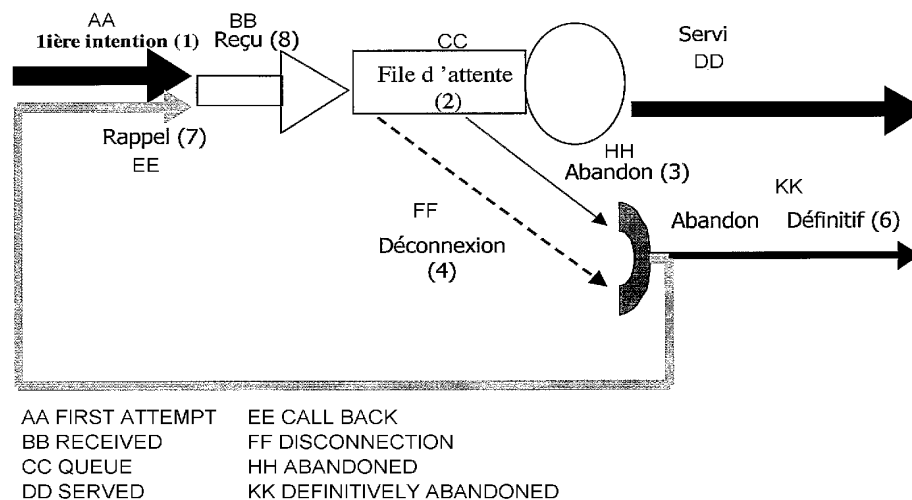 AA
1ière intention (1)
BB
Reçu (8)
CC
File d ’attente
(2)
Servi
DD
Rappel (7)
EE
HH
Abandon (3)
FF
Déconnexion
(4)
KK
Abandon Définitif (6)
AA FIRST ATTEMPT EE CALL BACK
BB RECEIVED FF DISCONNECTION
CC QUEUE HH ABANDONED
DD SERVED KK DEFINITIVELY ABANDONED